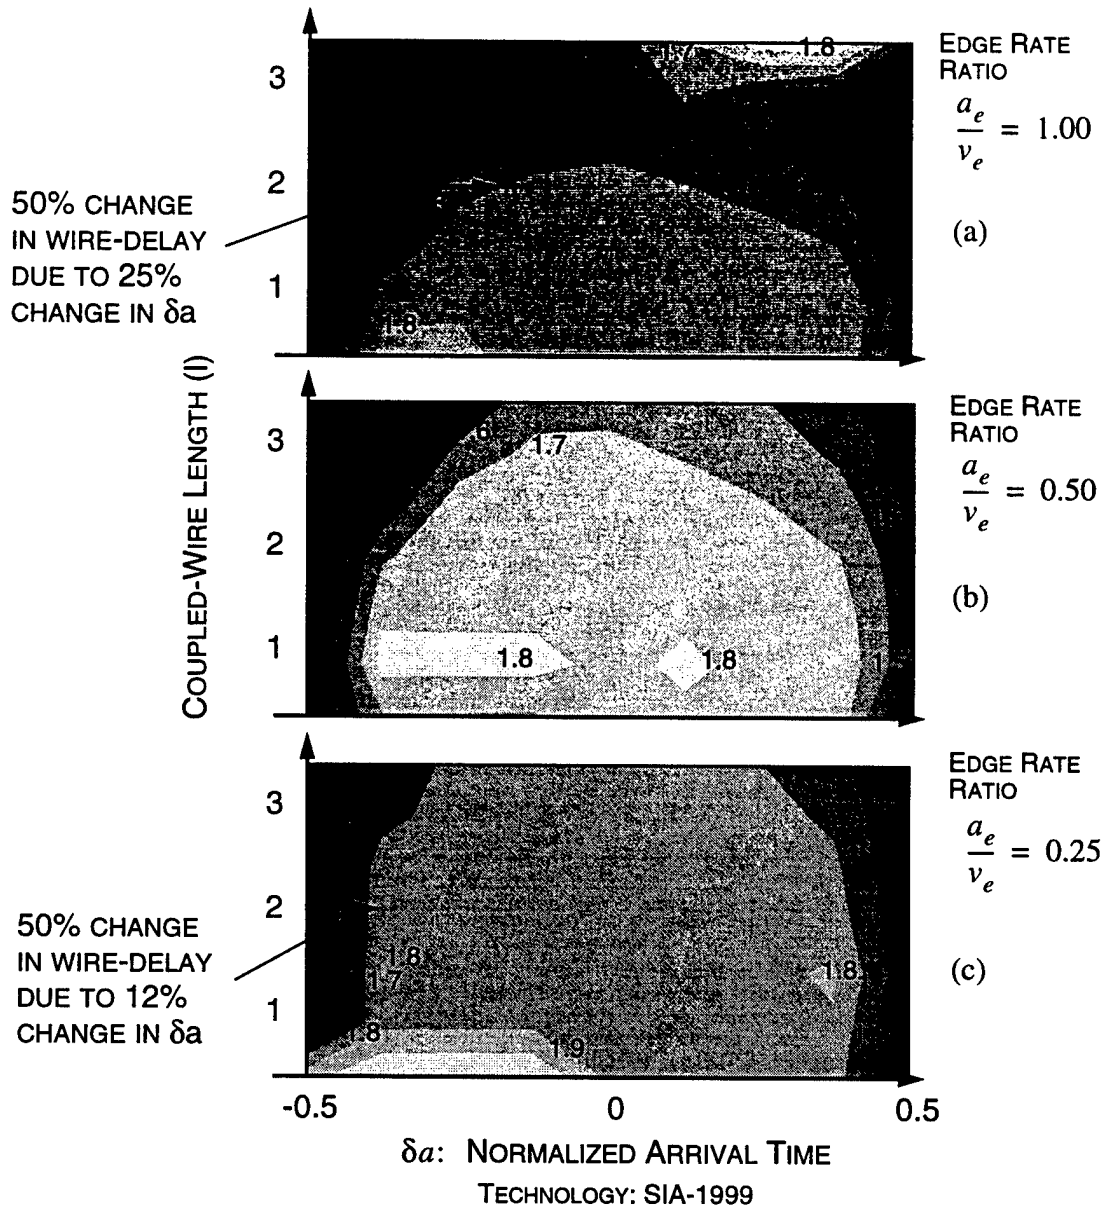 3
2
1
1.7
1.8
1.8
EDGE RATE
RATIO
a_e / v_e = 1.00
(a)
50% CHANGE
IN WIRE-DELAY
DUE TO 25%
CHANGE IN δa
COUPLED-WIRE LENGTH (l)
3
2
1
6
1.7
1.8
1.8
1
EDGE RATE
RATIO
a_e / v_e = 0.50
(b)
3
2
1
1.8
1.7
1.8
1.8
1.9
EDGE RATE
RATIO
a_e / v_e = 0.25
(c)
50% CHANGE
IN WIRE-DELAY
DUE TO 12%
CHANGE IN δa
-0.5 0 0.5
δa: NORMALIZED ARRIVAL TIME
TECHNOLOGY: SIA-1999